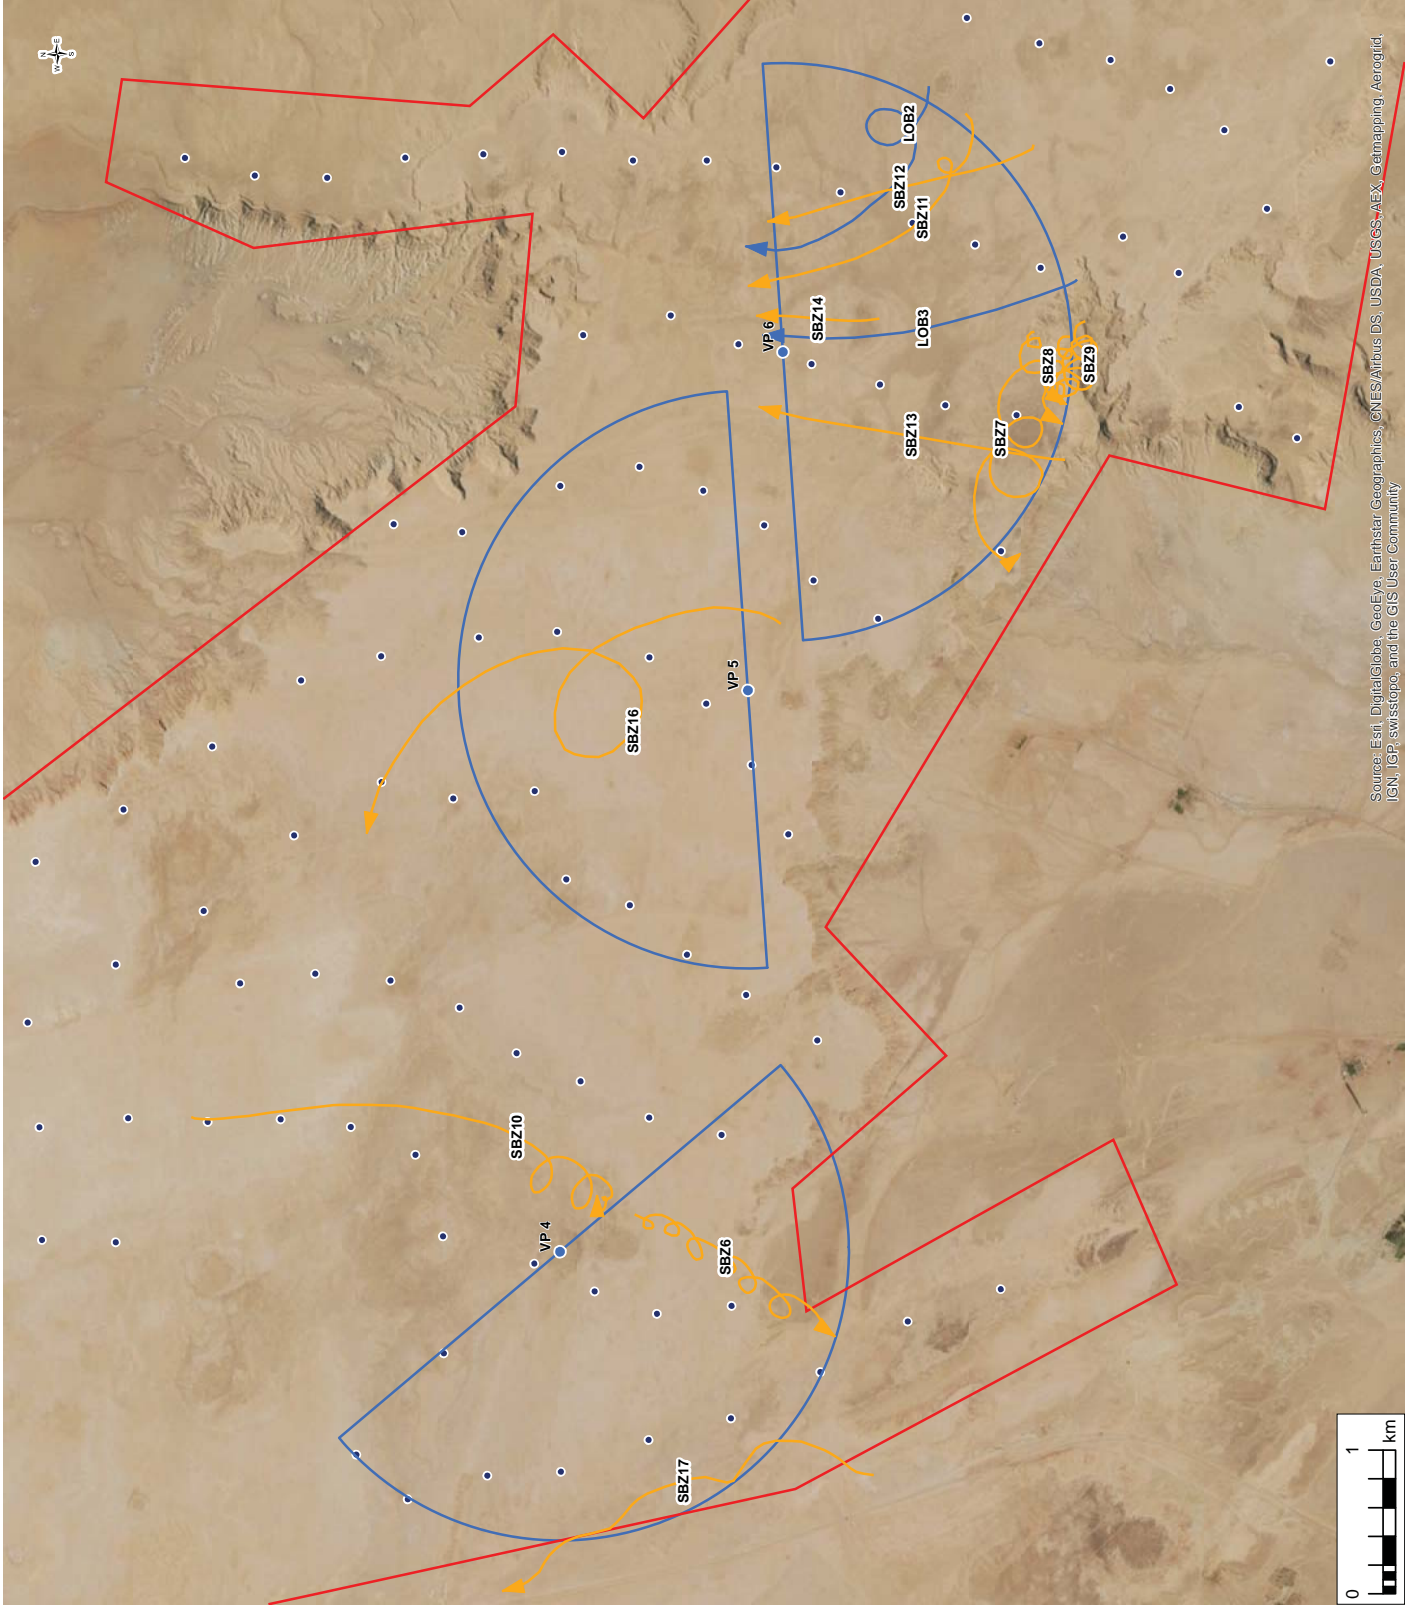 N
E
S
W
LOB2
SBZ12
SBZ11
SBZ14
LOB3
VP 6
SBZ8
SBZ9
SBZ13
SBZ7
VP 5
SBZ16
SBZ10
VP 4
SBZ6
SBZ17
0 1
km
Source: Esri, DigitalGlobe, GeoEye, Earthstar Geographics, CNES/Airbus DS, USDA, USGS, AEX, Getmapping, Aerogrid,
IGN, IGP, swisstopo, and the GIS User Community